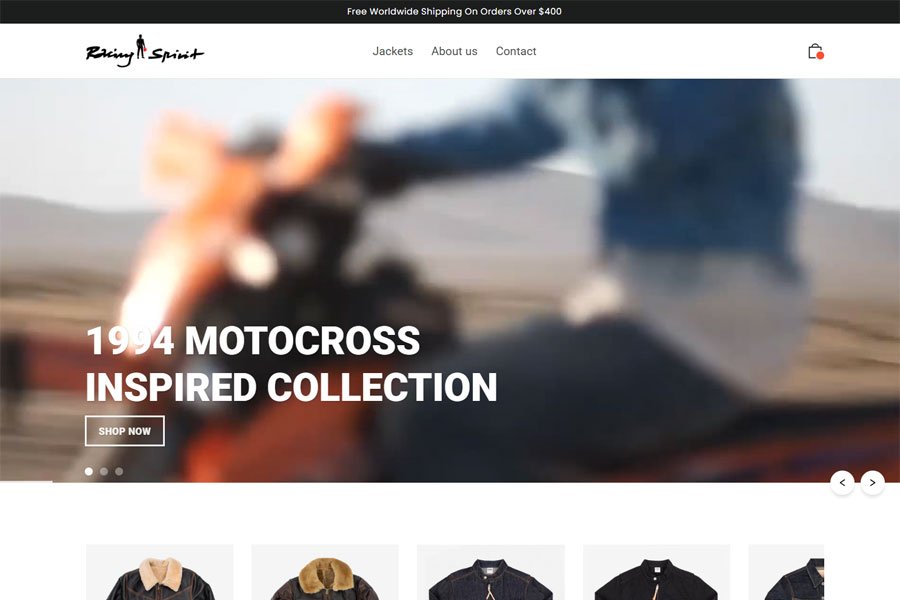 Free Worldwide Shipping On Orders Over $400
Racing Spirit
Jackets About us Contact
1994 MOTOCROSS
INSPIRED COLLECTION
SHOP NOW